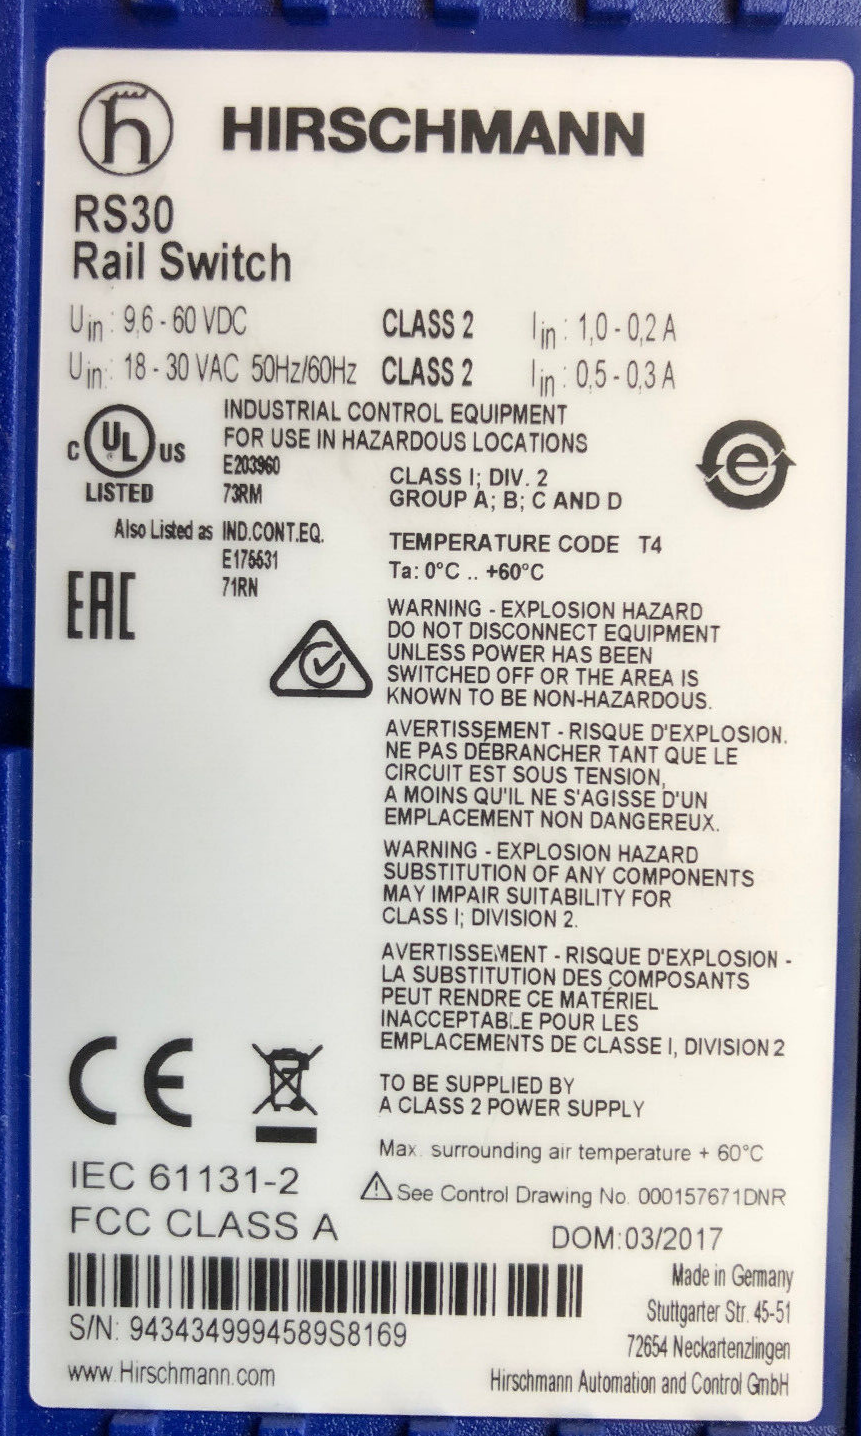 HIRSCHMANN
RS30
Rail Switch
Uin: 9,6 - 60 VDC CLASS 2 Iin: 1,0 - 0,2 A
Uin: 18 - 30 VAC 50Hz/60Hz CLASS 2 Iin: 0,5 - 0,3 A
C UL US
LISTED
INDUSTRIAL CONTROL EQUIPMENT
FOR USE IN HAZARDOUS LOCATIONS
E203960
73RM
CLASS I; DIV. 2
GROUP A; B; C AND D
e
Also Listed as IND.CONT.EQ.
E175531
71RN
TEMPERATURE CODE T4
Ta: 0°C .. +60°C
EAC
WARNING - EXPLOSION HAZARD
DO NOT DISCONNECT EQUIPMENT
UNLESS POWER HAS BEEN
SWITCHED OFF OR THE AREA IS
KNOWN TO BE NON-HAZARDOUS.
AVERTISSEMENT - RISQUE D'EXPLOSION.
NE PAS DÉBRANCHER TANT QUE LE
CIRCUIT EST SOUS TENSION,
A MOINS QU'IL NE S'AGISSE D'UN
EMPLACEMENT NON DANGEREUX.
WARNING - EXPLOSION HAZARD
SUBSTITUTION OF ANY COMPONENTS
MAY IMPAIR SUITABILITY FOR
CLASS I; DIVISION 2.
AVERTISSEMENT - RISQUE D'EXPLOSION -
LA SUBSTITUTION DES COMPOSANTS
PEUT RENDRE CE MATÉRIEL
INACCEPTABLE POUR LES
EMPLACEMENTS DE CLASSE I, DIVISION 2
CE
TO BE SUPPLIED BY
A CLASS 2 POWER SUPPLY
Max. surrounding air temperature + 60°C
IEC 61131-2
See Control Drawing No. 000157671DNR
FCC CLASS A
DOM:03/2017
Made in Germany
Stuttgarter Str. 45-51
72654 Neckartenzlingen
Hirschmann Automation and Control GmbH
S/N: 9434349994589S8169
www.Hirschmann.com